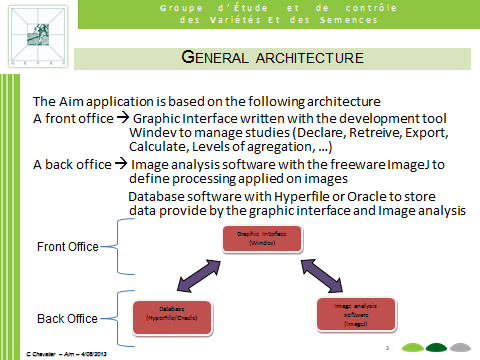 Groupe d'Étude et de contrôle
des Variétés Et des Semences
G E V E S
GENERAL ARCHITECTURE
The Aim application is based on the following architecture
A front office → Graphic Interface written with the development tool
Windev to manage studies (Declare, Retreive, Export,
Calculate, Levels of agregation, ...)
A back office → Image analysis software with the freeware ImageJ to
define processing applied on images
Database software with Hyperfile or Oracle to store
data provide by the graphic interface and Image analysis
Graphic Interface
(Windev)
Front Office
Database
(Hyperfile/Oracle)
Image analysis
software
(ImageJ)
Back Office
C Chevalier – Aim – 4/06/2013
3